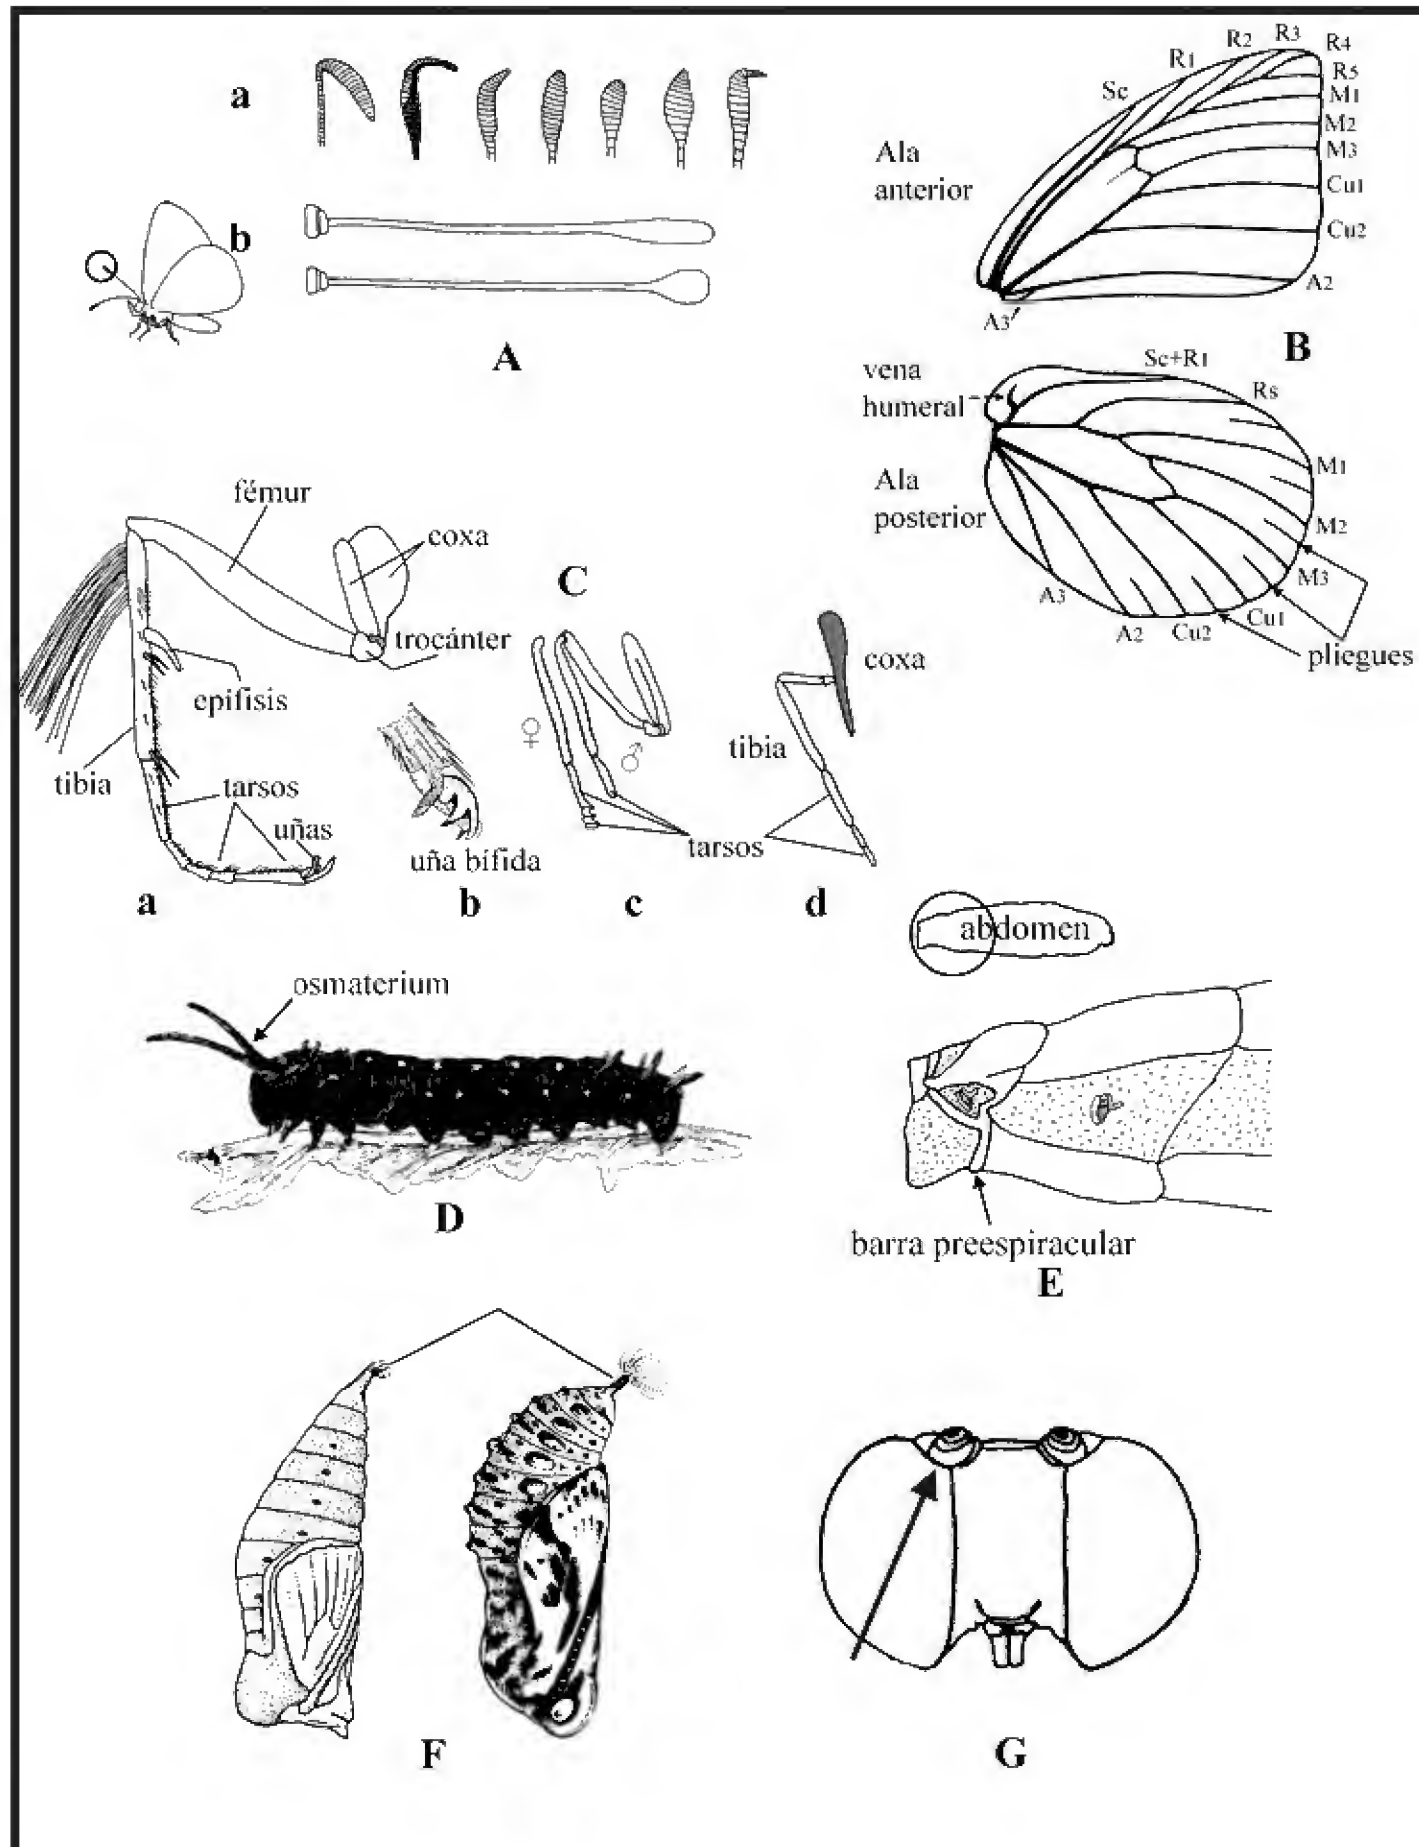 a
b
A
Ala
anterior
Sc
R1
R2
R3
R4
R5
M1
M2
M3
Cu1
Cu2
A2
A3
B
vena
humeral
Sc+R1
Rs
Ala
posterior
M1
M2
M3
Cu1
Cu2
A2
A3
pliegues
fémur
coxa
trocánter
epífisis
tibia
tarsos
uñas
a
C
uña bífida
b
♀
♂
tarsos
c
coxa
tibia
d
osmaterium
D
abdomen
barra preespiracular
E
F
G